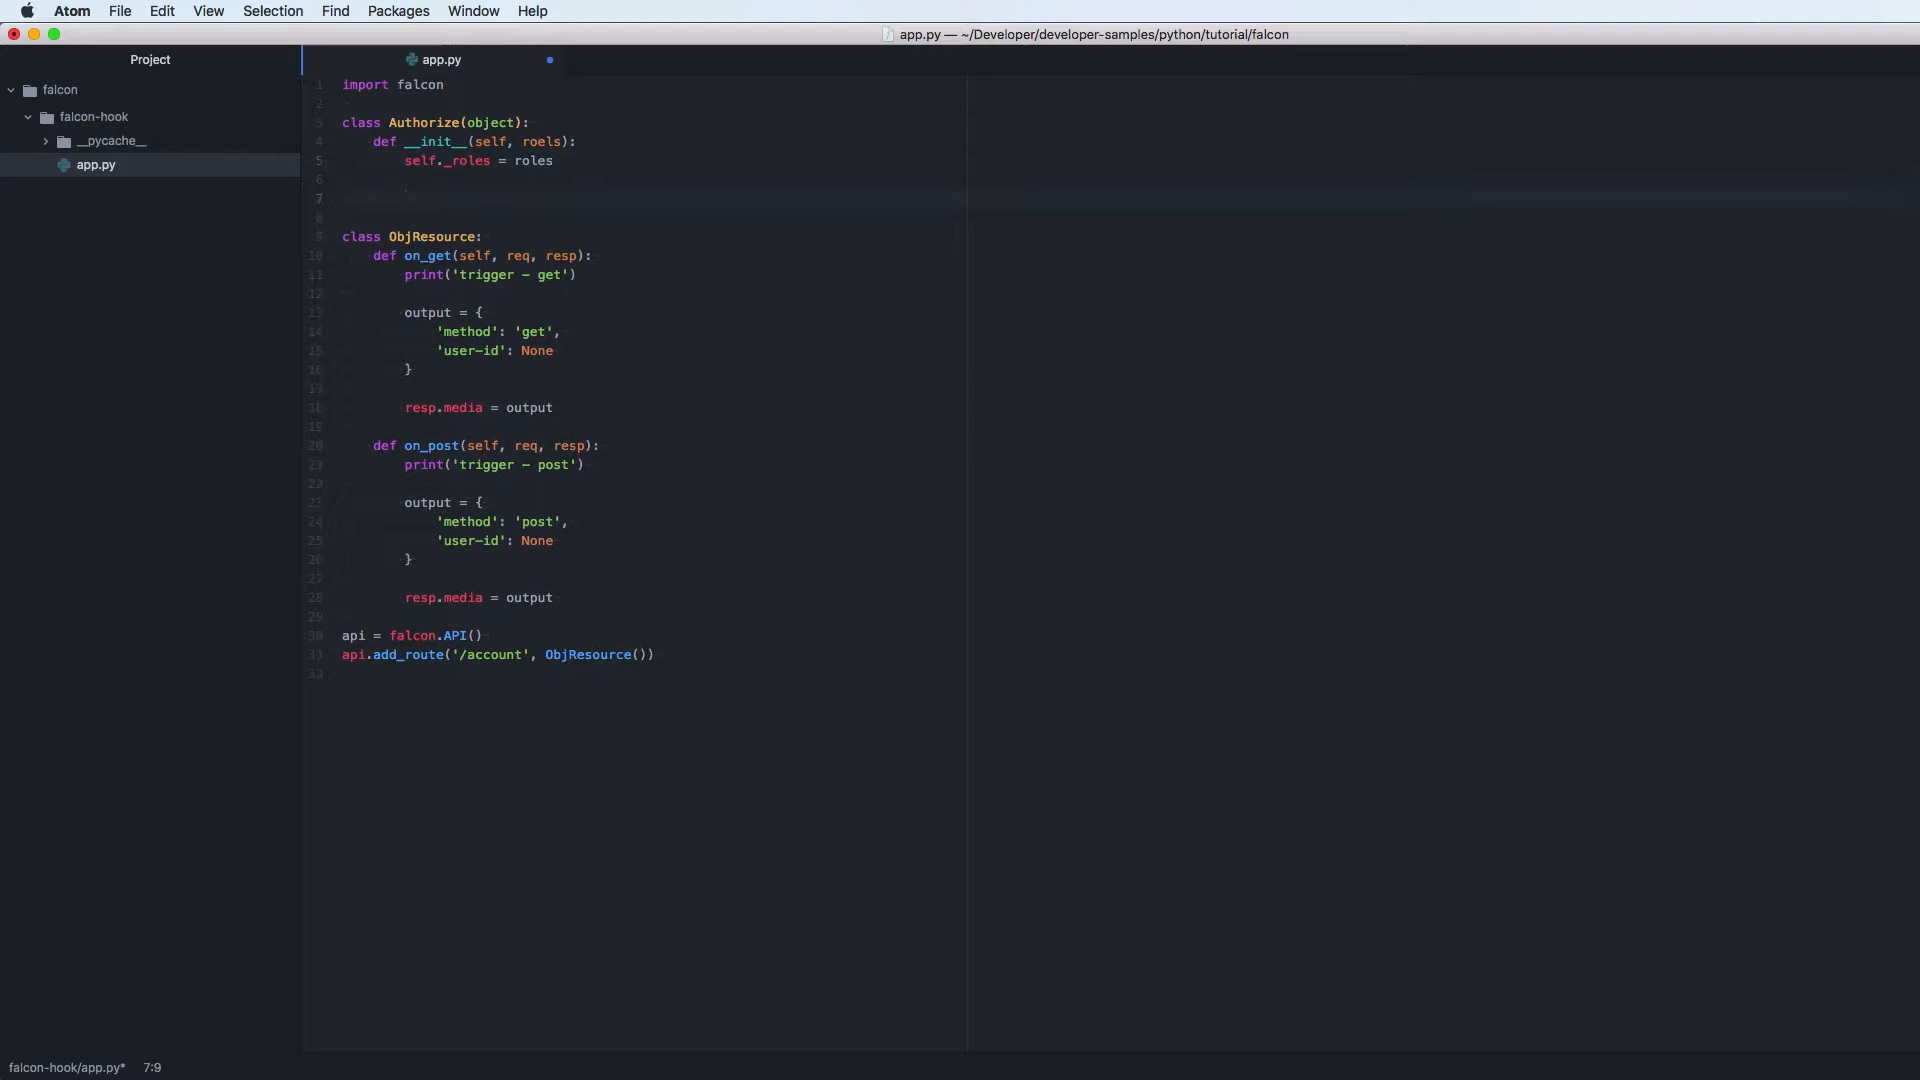 Atom File Edit View Selection Find Packages Window Help
app.py — ~/Developer/developer-samples/python/tutorial/falcon
Project
app.py
falcon
falcon-hook
__pycache__
app.py
1 import falcon
2
3 class Authorize(object):
4 def __init__(self, roels):
5 self._roles = roles
6
7
8
9 class ObjResource:
10 def on_get(self, req, resp):
11 print('trigger - get')
12
13 output = {
14 'method': 'get',
15 'user-id': None
16 }
17
18 resp.media = output
19
20 def on_post(self, req, resp):
21 print('trigger - post')
22
23 output = {
24 'method': 'post',
25 'user-id': None
26 }
27
28 resp.media = output
29
30 api = falcon.API()
api.add_route('/account', ObjResource())
falcon-hook/app.py* 7:9